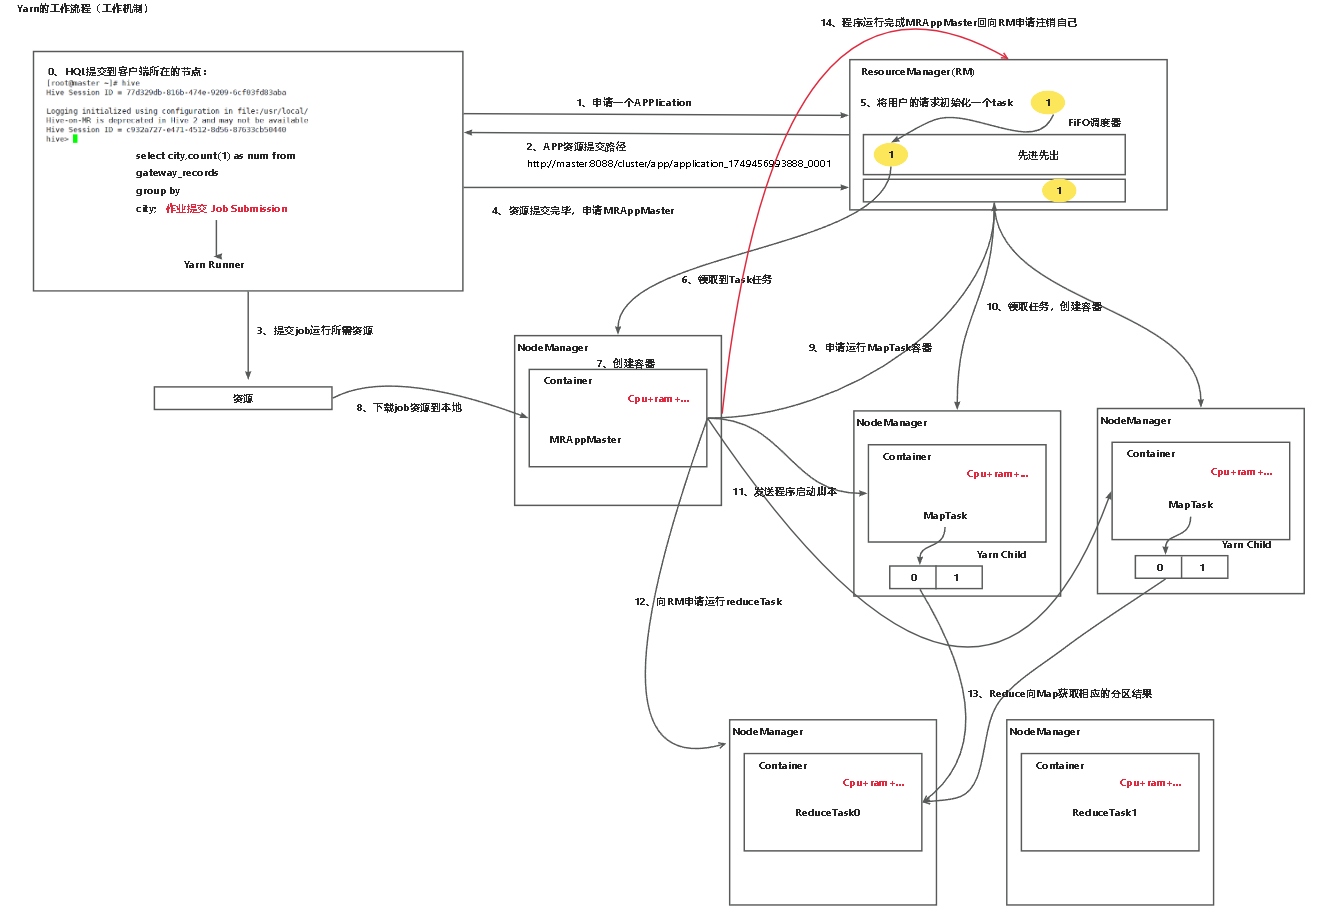 Yarn的工作流程（工作机制）
14、程序运行完成MRAppMaster回向RM申请注销自己
0、HQL提交到客户端所在的节点：
[root@master ~]# hive
Hive Session ID = 77d329db-816b-474e-9209-6cf03fd83aba
Logging initialized using configuration in file:/usr/local/
Hive-on-MR is deprecated in Hive 2 and may not be available
Hive Session ID = c932a727-e471-4512-8d56-87633cb50440
hive>
select city,count(1) as num from
gateway_records
group by
city; 作业提交 Job Submission
Yarn Runner
1、申请一个APPlication
2、APP资源提交路径
http://master:8088/cluster/app/application_1749456993888_0001
4、资源提交完毕，申请MRAppMaster
ResourceManager(RM)
5、将用户的请求初始化一个task
1
FiFO调度器
1
先进先出
1
3、提交job运行所需资源
资源
8、下载job资源到本地
6、领取到Task任务
9、申请运行MapTask容器
10、领取任务，创建容器
NodeManager
7、创建容器
Container
Cpu+ram+...
MRAppMaster
11、发送程序启动脚本
NodeManager
Container
Cpu+ram+...
MapTask
Yarn Child
0 1
NodeManager
Container
Cpu+ram+...
MapTask
Yarn Child
0 1
12、向RM申请运行reduceTask
13、Reduce向Map获取相应的分区结果
NodeManager
Container
Cpu+ram+...
ReduceTask0
NodeManager
Container
Cpu+ram+...
ReduceTask1